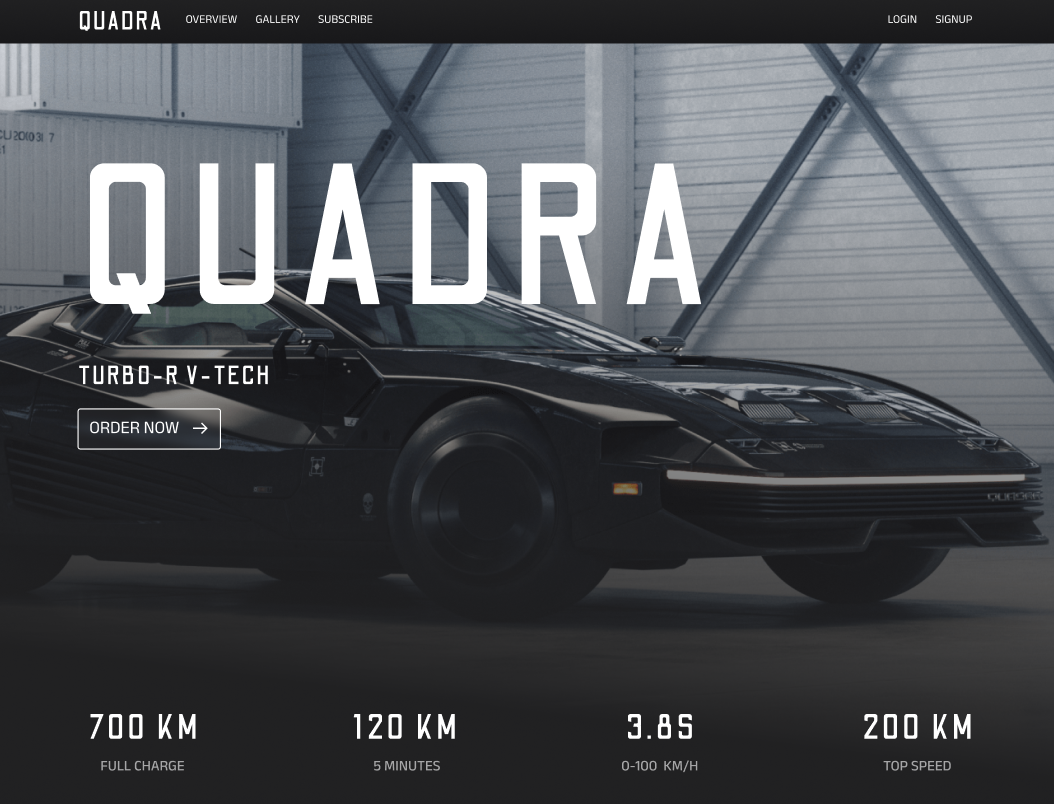 QUADRA OVERVIEW GALLERY SUBSCRIBE LOGIN SIGNUP
QUADRA
TURBO-R V-TECH
ORDER NOW →
QUADRA
700 KM 120 KM 3.8S 200 KM
FULL CHARGE 5 MINUTES 0-100 KM/H TOP SPEED